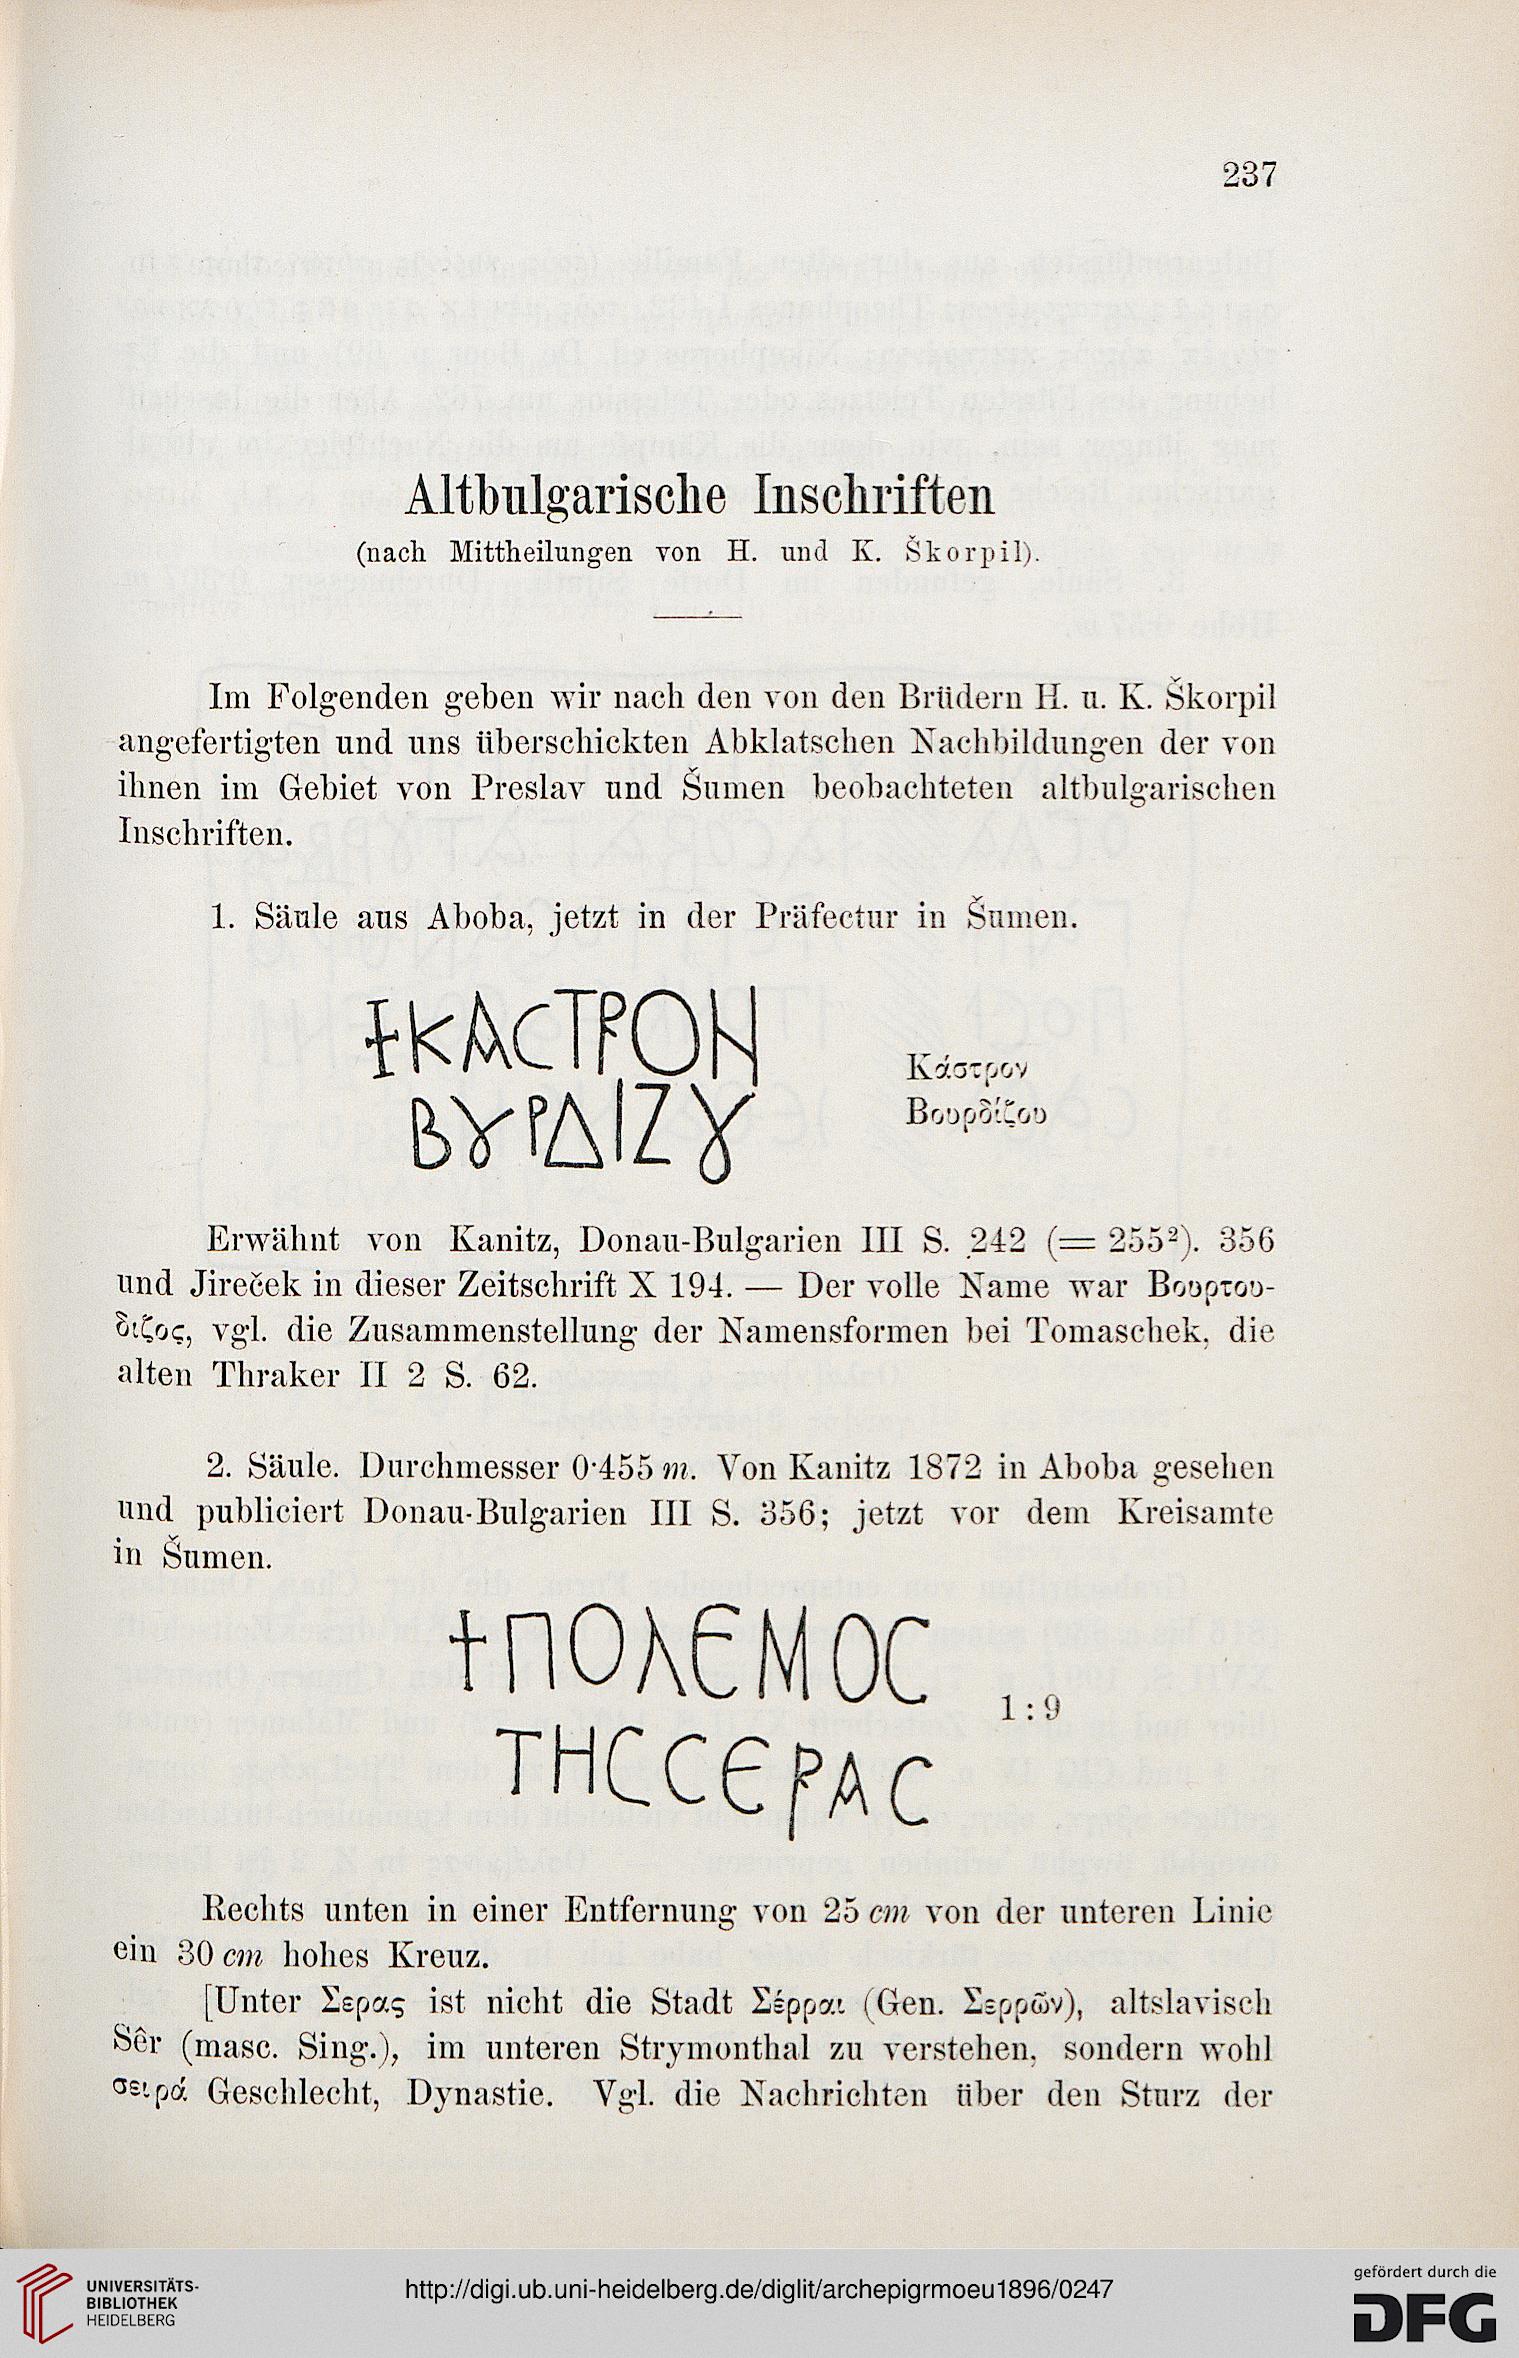 237
Altbulgarische Inschriften
(nach Mittheilungen von H. und K. Škorpil).
Im Folgenden geben wir nach den von den Brüdern H. u. K. Škorpil
angefertigten und uns überschickten Abklatschen Nachbildungen der von
ihnen im Gebiet von Preslav und Šumen beobachteten altbulgarischen
Inschriften.
1. Säule aus Aboba, jetzt in der Präfectur in Šumen.
ⵜΚΑCΤΡΟΝ
ΒȢΡΔΙΖȢ
Κάστρον
Βουρδίζου
Erwähnt von Kanitz, Donau-Bulgarien III S. 242 (= 255²). 356
und Jireček in dieser Zeitschrift X 194. — Der volle Name war Βουρτου-
διζος, vgl. die Zusammenstellung der Namensformen bei Tomaschek, die
alten Thraker II 2 S. 62.
2. Säule. Durchmesser 0·455 m. Von Kanitz 1872 in Aboba gesehen
und publiciert Donau-Bulgarien III S. 356; jetzt vor dem Kreisamte
in Šumen.
+ΠΟΛΕΜΟC
ΤΗCCΕΡΑC
1 : 9
Rechts unten in einer Entfernung von 25 cm von der unteren Linie
ein 30 cm hohes Kreuz.
[Unter Σερας ist nicht die Stadt Σέρραι (Gen. Σερρῶν), altslavisch
Sêr (masc. Sing.), im unteren Strymonthal zu verstehen, sondern wohl
σειρά Geschlecht, Dynastie. Vgl. die Nachrichten über den Sturz der
UNIVERSITÄTS-
BIBLIOTHEK
HEIDELBERG
http://digi.ub.uni-heidelberg.de/diglit/archepigrmoeu1896/0247
gefördert durch die
DFG